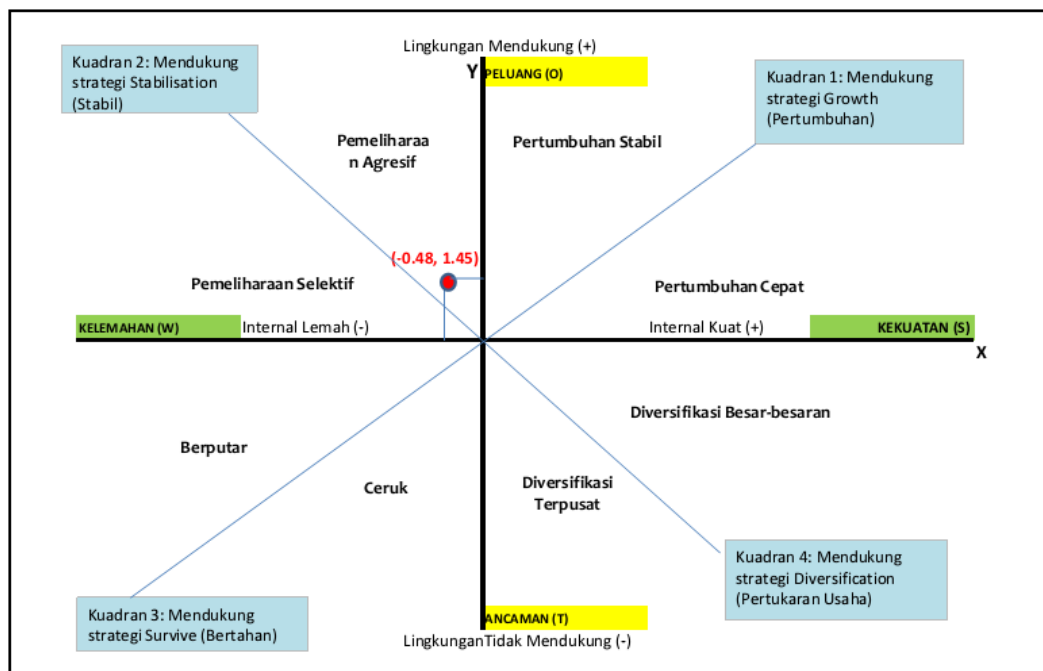 Lingkungan Mendukung (+)
Kuadran 2: Mendukung
strategi Stabilisation
(Stabil)
Y
PELUANG (O)
Kuadran 1: Mendukung
strategi Growth
(Pertumbuhan)
Pemeliharaa
n Agresif
Pertumbuhan Stabil
(-0.48, 1.45)
Pemeliharaan Selektif
Pertumbuhan Cepat
KELEMAHAN (W)
Internal Lemah (-)
Internal Kuat (+)
KEKUATAN (S)
X
Diversifikasi Besar-besaran
Berputar
Ceruk
Diversifikasi
Terpusat
Kuadran 4: Mendukung
strategi Diversification
(Pertukaran Usaha)
Kuadran 3: Mendukung
strategi Survive (Bertahan)
ANCAMAN (T)
LingkunganTidak Mendukung (-)